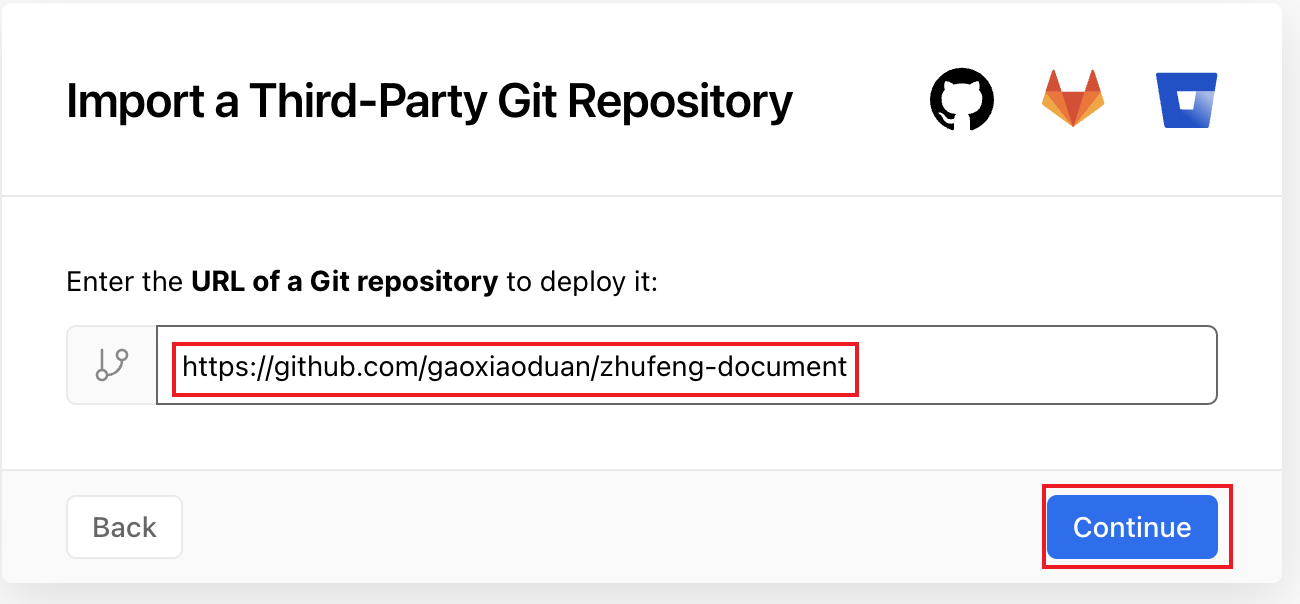 Import a Third-Party Git Repository
Enter the URL of a Git repository to deploy it:
https://github.com/gaoxiaoduan/zhufeng-document
Back
Continue